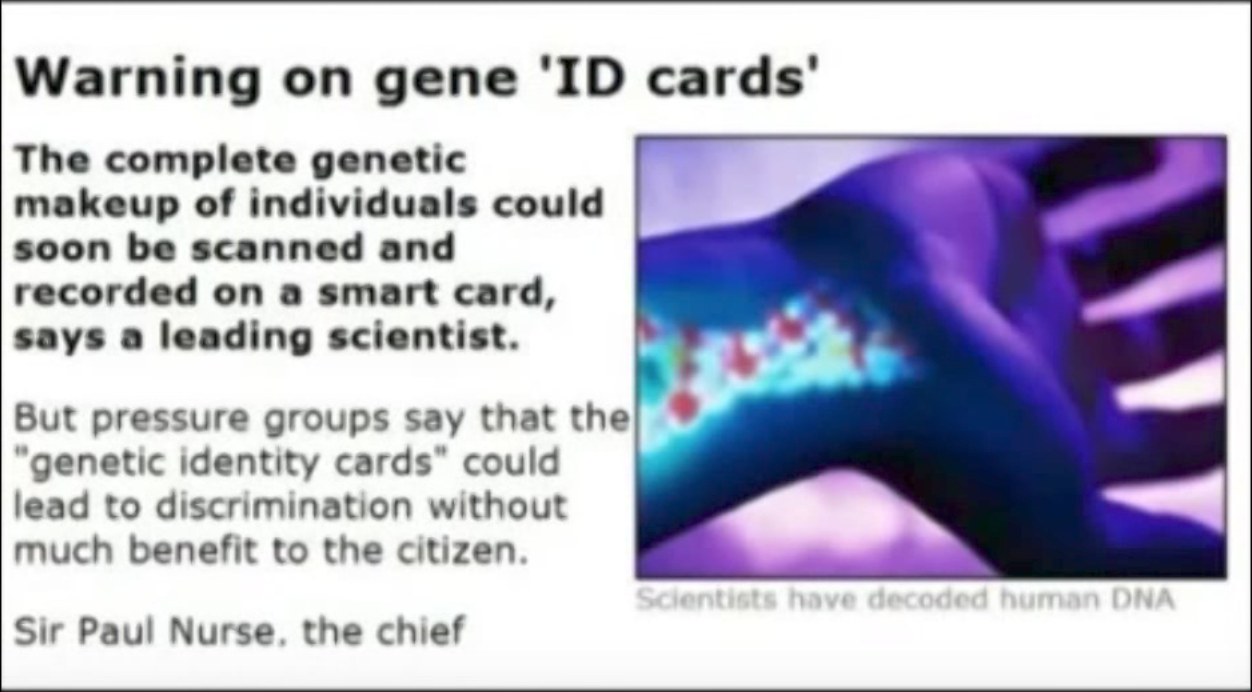 Warning on gene 'ID cards'
The complete genetic
makeup of individuals could
soon be scanned and
recorded on a smart card,
says a leading scientist.
But pressure groups say that the
"genetic identity cards" could
lead to discrimination without
much benefit to the citizen.
Sir Paul Nurse, the chief
Scientists have decoded human DNA